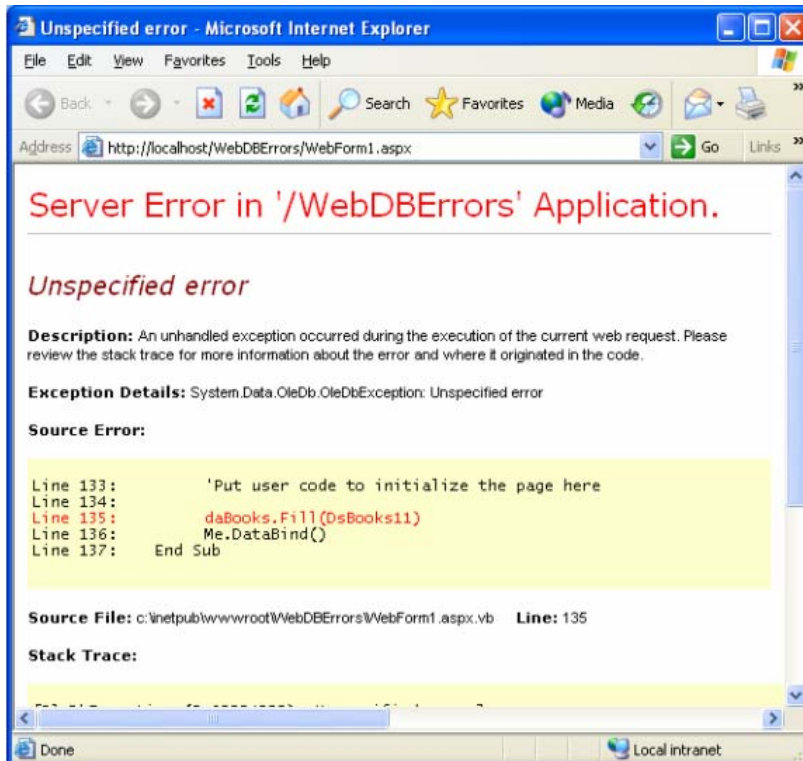 Unspecified error - Microsoft Internet Explorer
File Edit View Favorites Tools Help
Back Search Favorites Media
Address http://localhost/WebDBErrors/WebForm1.aspx Go Links
Server Error in '/WebDBErrors' Application.
Unspecified error
Description: An unhandled exception occurred during the execution of the current web request. Please
review the stack trace for more information about the error and where it originated in the code.
Exception Details: System.Data.OleDb.OleDbException: Unspecified error
Source Error:
Line 133: 'Put user code to initialize the page here
Line 134:
Line 135: daBooks.Fill(DsBooks11)
Line 136: Me.DataBind()
Line 137: End Sub
Source File: c:\inetpub\wwwroot\WebDBErrors\WebForm1.aspx.vb Line: 135
Stack Trace:
Done Local intranet